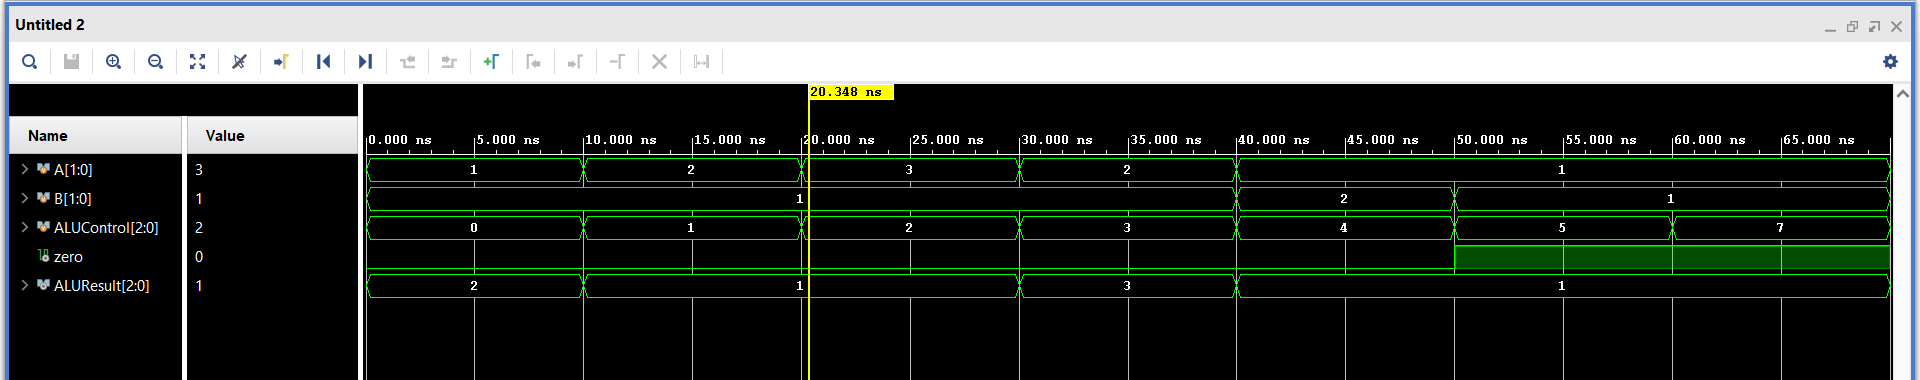 Untitled 2
20.348 ns
Name Value
0.000 ns 5.000 ns 10.000 ns 15.000 ns 20.000 ns 25.000 ns 30.000 ns 35.000 ns 40.000 ns 45.000 ns 50.000 ns 55.000 ns 60.000 ns 65.000 ns
A[1:0] 3 1 2 3 2 1
B[1:0] 1 1 2 1
ALUControl[2:0] 2 0 1 2 3 4 5 7
zero 0
ALUResult[2:0] 1 2 1 3 1